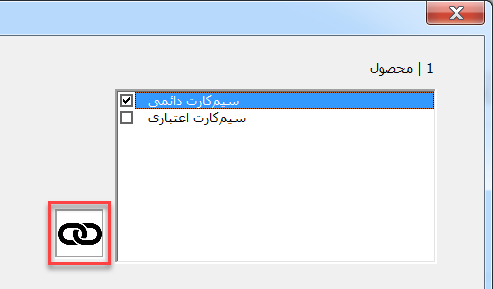 1 | محصول
سیم‌کارت دائمی
سیم‌کارت اعتباری